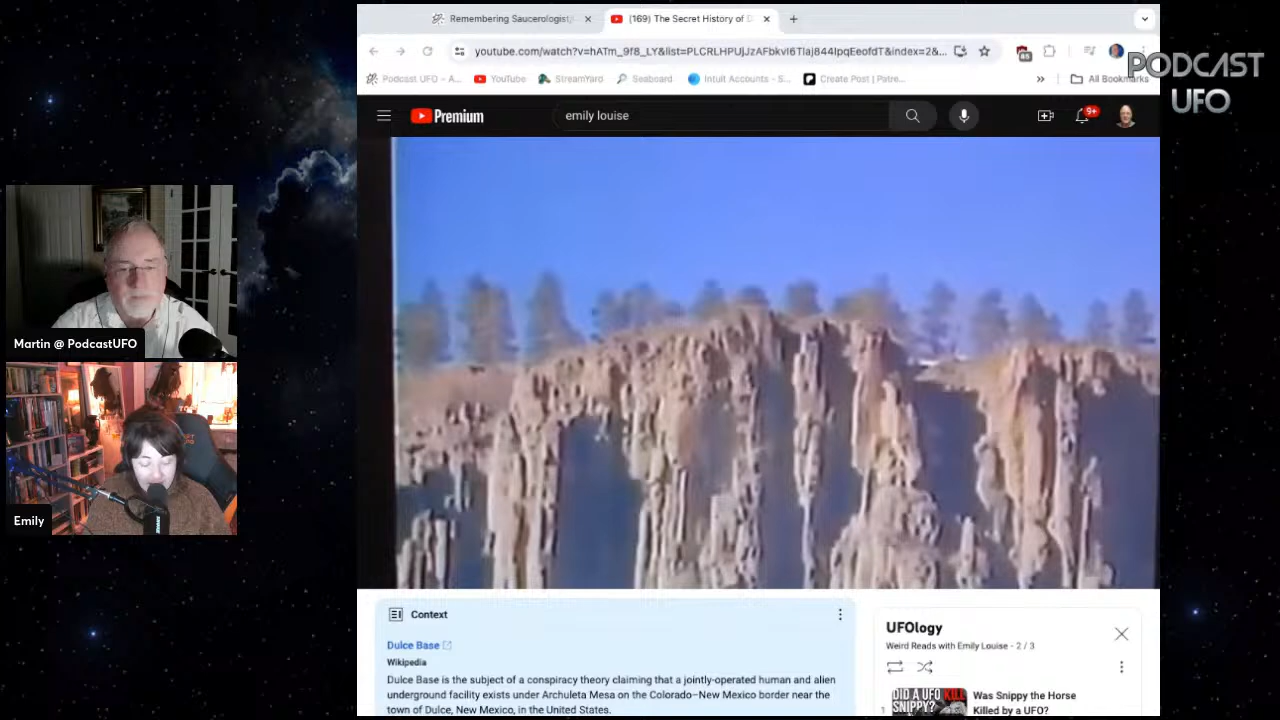 Remembering Saucerologist,
(169) The Secret History of D
youtube.com/watch?v=hATm_9f8_LY&list=PLCRLHPUjJzAFbkvI6Tlaj844lpqEeofdT&index=2&...
65
Podcast UFO – A...
YouTube
StreamYard
Seaboard
Intuit Accounts - S...
Create Post | Patre...
»
All Bookmarks
PODCAST
UFO
Premium
emily louise
9+
Martin @ PodcastUFO
Emily
Context
Dulce Base
Wikipedia
Dulce Base is the subject of a conspiracy theory claiming that a jointly-operated human and alien
underground facility exists under Archuleta Mesa on the Colorado–New Mexico border near the
town of Dulce, New Mexico, in the United States.
UFOlogy
Weird Reads with Emily Louise - 2 / 3
1
DID A UFO KILL
SNIPPY?
Was Snippy the Horse
Killed by a UFO?